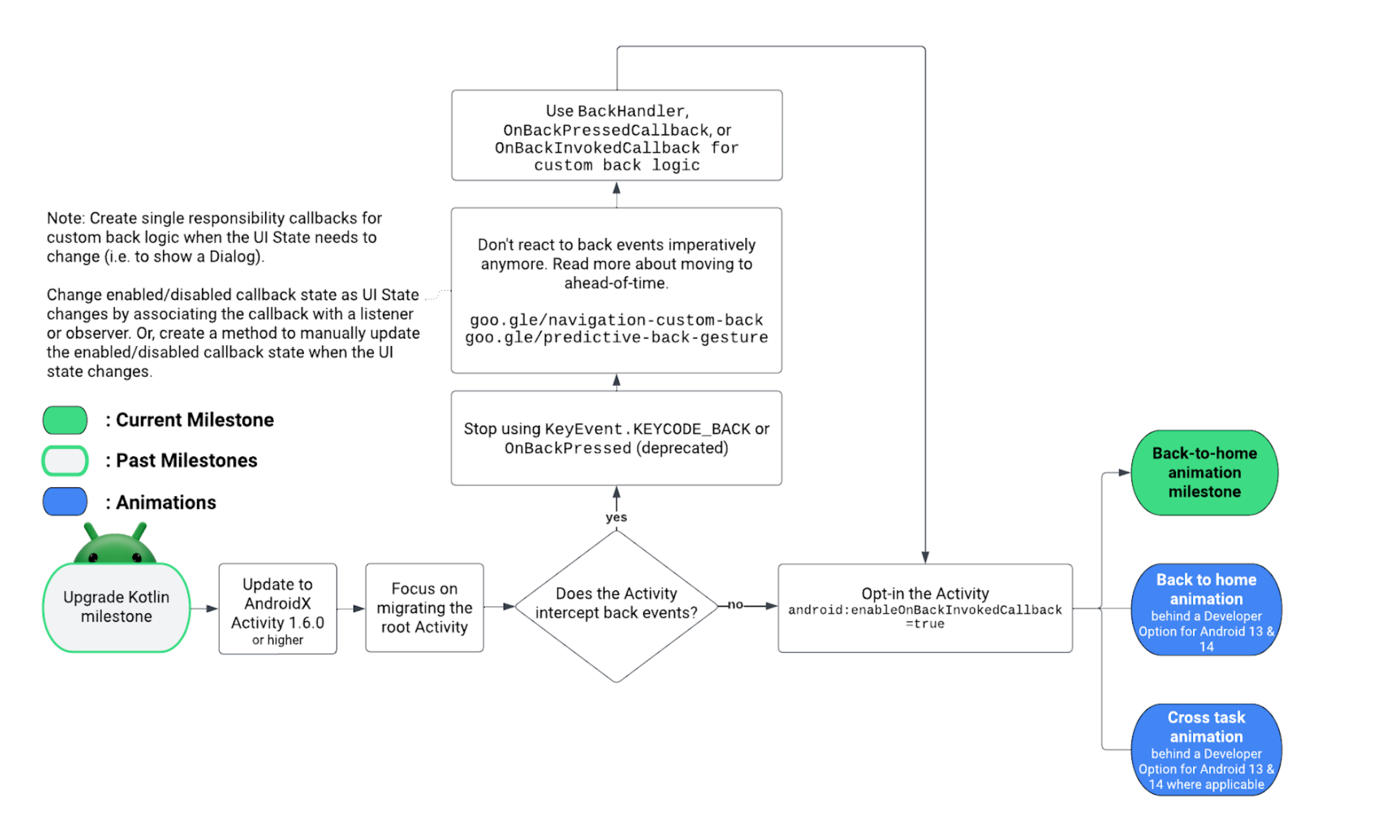 Use BackHandler,
OnBackPressedCallback, or
OnBackInvokedCallback for
custom back logic
Note: Create single responsibility callbacks for
custom back logic when the UI State needs to
change (i.e. to show a Dialog).
Change enabled/disabled callback state as UI State
changes by associating the callback with a listener
or observer. Or, create a method to manually update
the enabled/disabled callback state when the UI
state changes.
Don't react to back events imperatively
anymore. Read more about moving to
ahead-of-time.
goo.gle/navigation-custom-back
goo.gle/predictive-back-gesture
: Current Milestone
: Past Milestones
: Animations
Stop using KeyEvent.KEYCODE_BACK or
OnBackPressed (deprecated)
yes
Upgrade Kotlin
milestone
Update to
AndroidX
Activity 1.6.0
or higher
Focus on
migrating the
root Activity
Does the Activity
intercept back events?
no
Opt-in the Activity
android:enableOnBackInvokedCallback
=true
Back-to-home
animation
milestone
Back to home
animation
behind a Developer
Option for Android 13 &
14
Cross task
animation
behind a Developer
Option for Android 13 &
14 where applicable